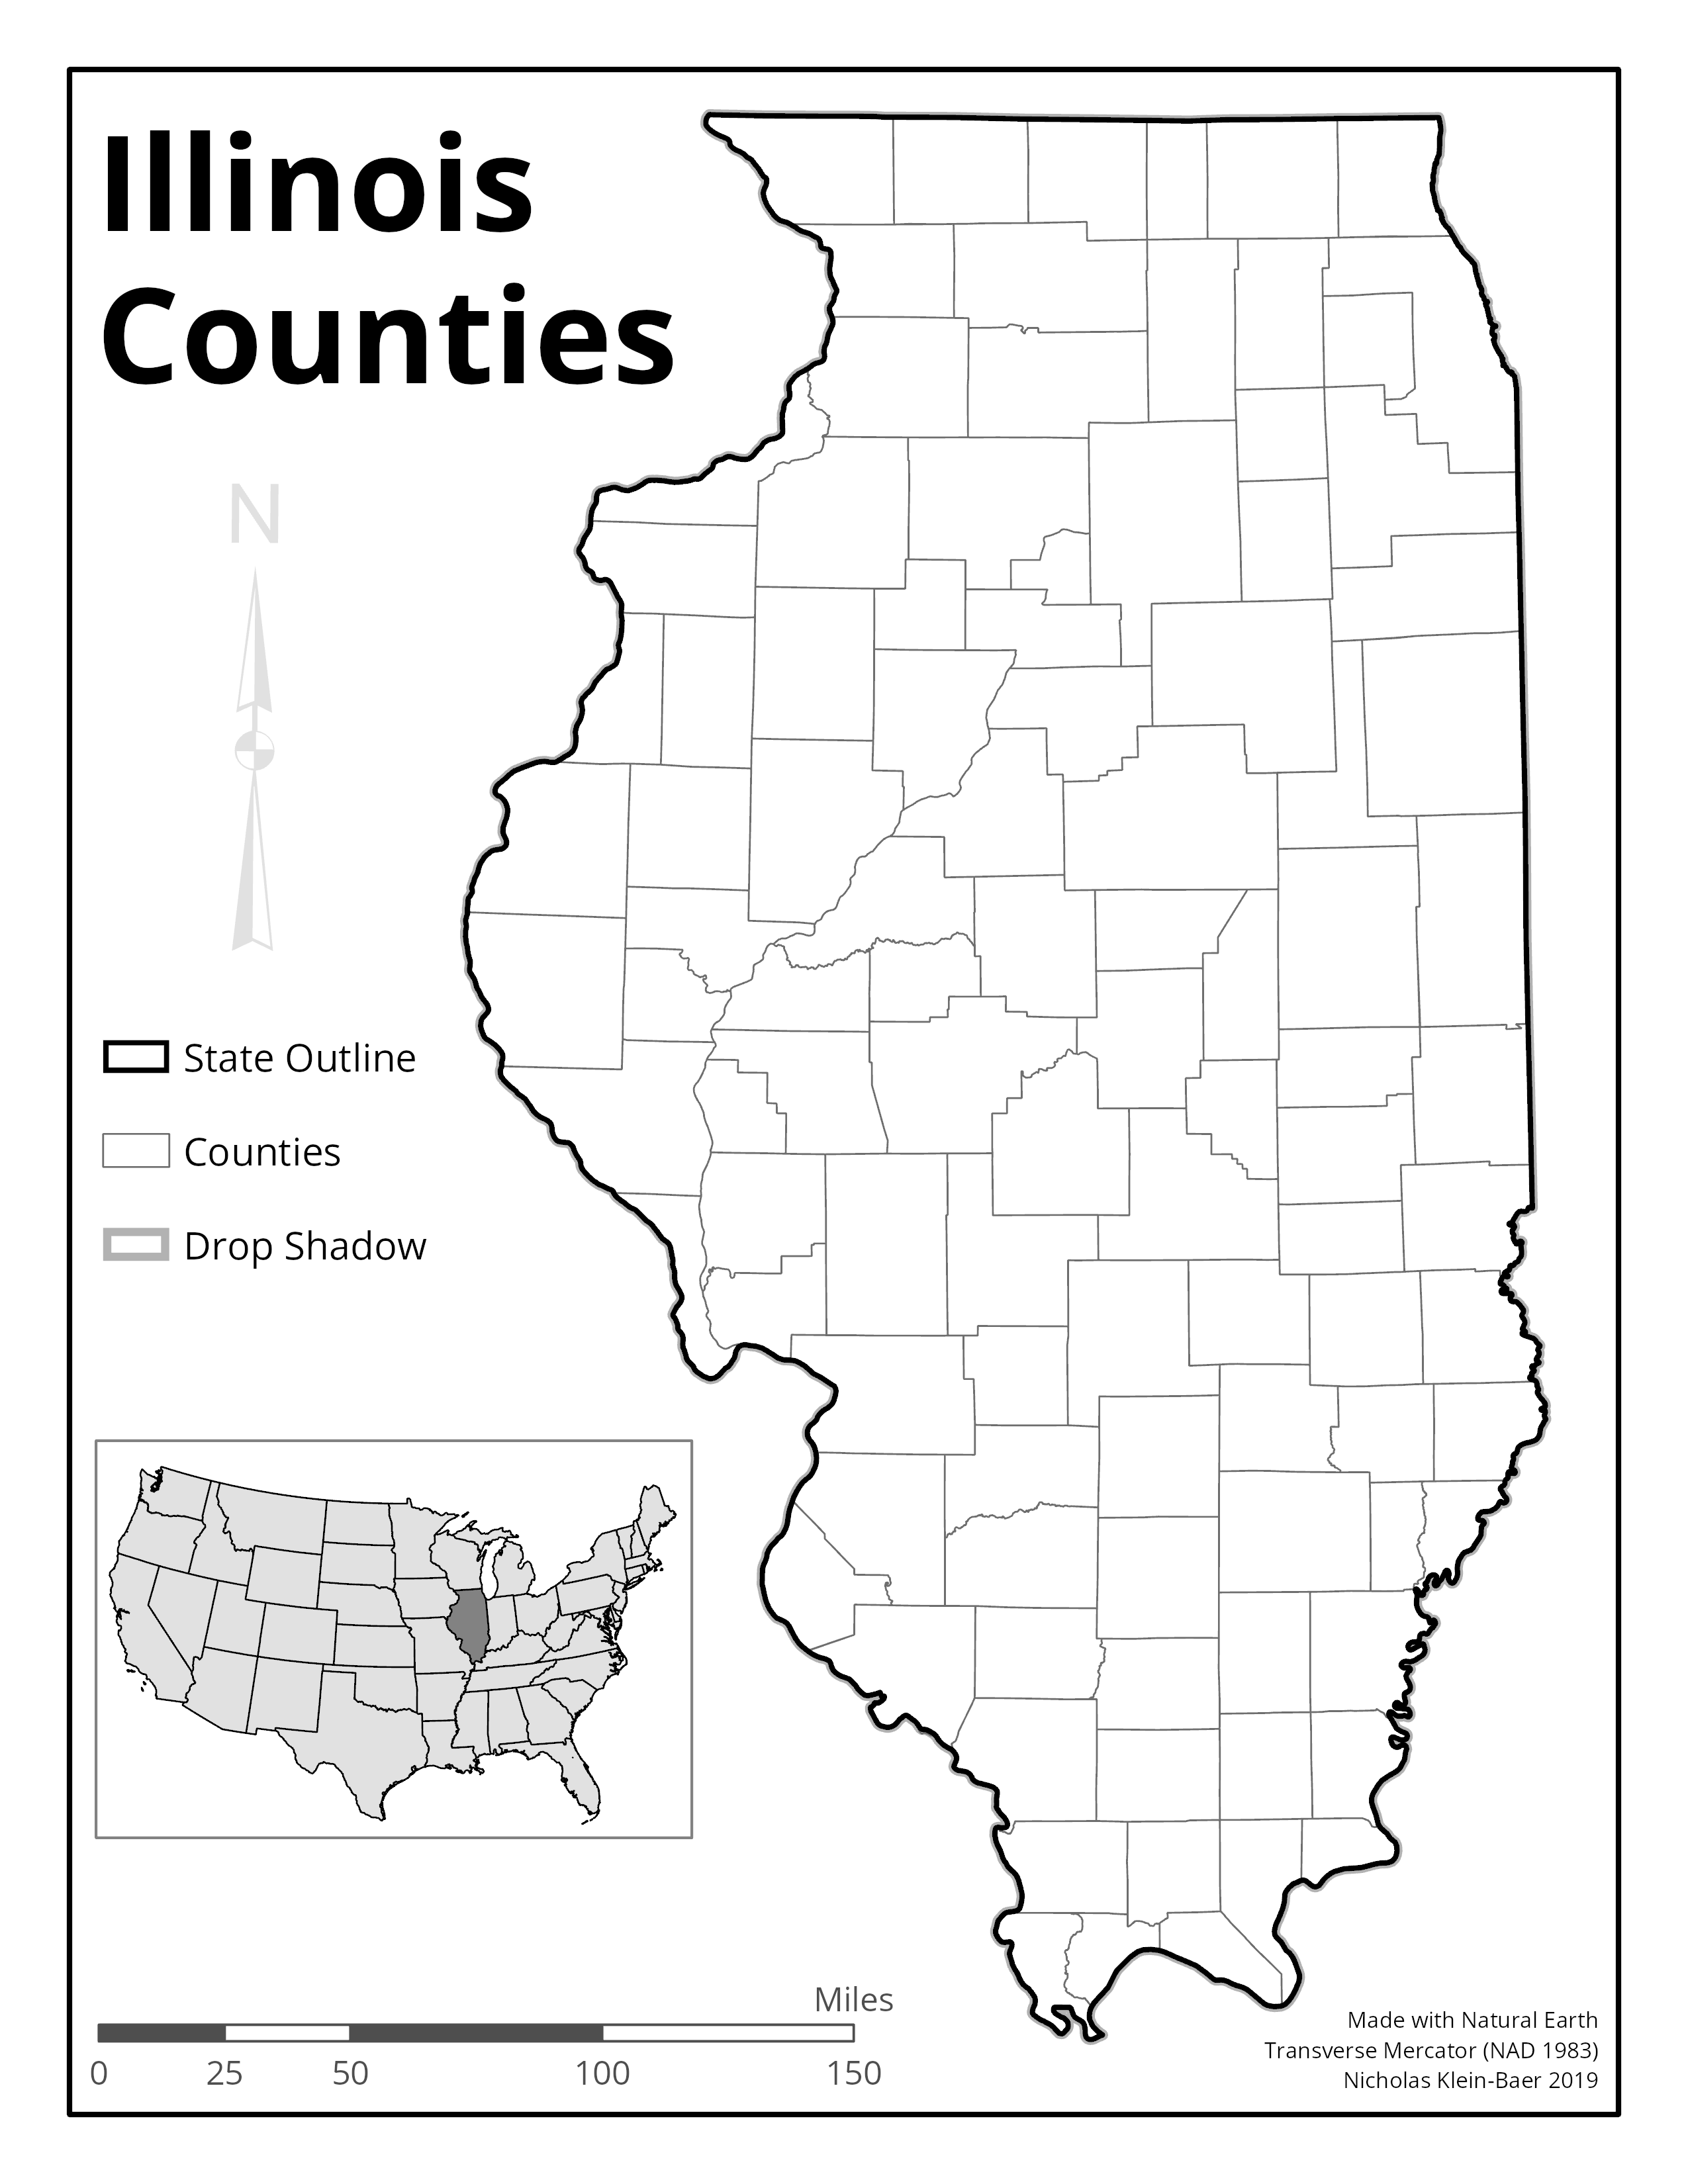 Illinois
Counties
N
State Outline
Counties
Drop Shadow
Miles
0 25 50 100 150
Made with Natural Earth
Transverse Mercator (NAD 1983)
Nicholas Klein-Baer 2019